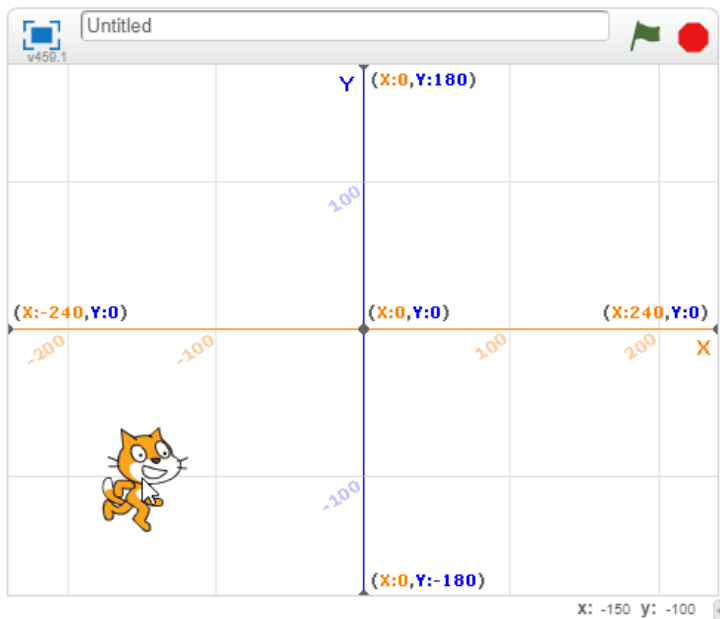 Untitled
v459.1
Y (X:0,Y:180)
100
(X:-240,Y:0) (X:0,Y:0) (X:240,Y:0)
-200 -100 100 200 X
-100
(X:0,Y:-180)
x: -150 y: -100